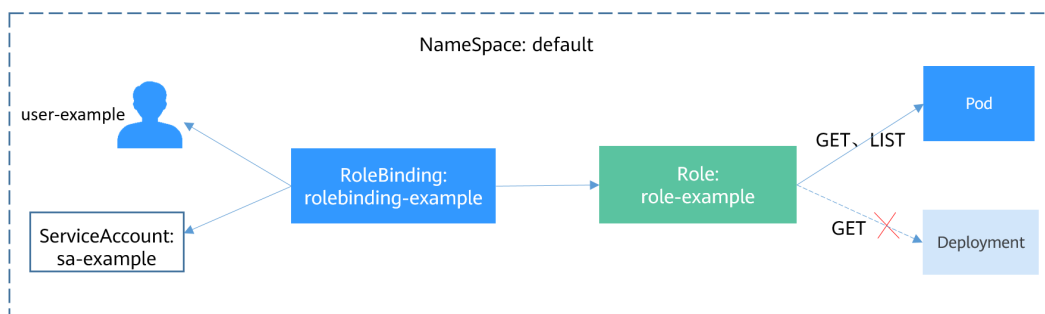 NameSpace: default
user-example
Pod
GET、LIST
RoleBinding:
rolebinding-example
Role:
role-example
ServiceAccount:
sa-example
GET
Deployment